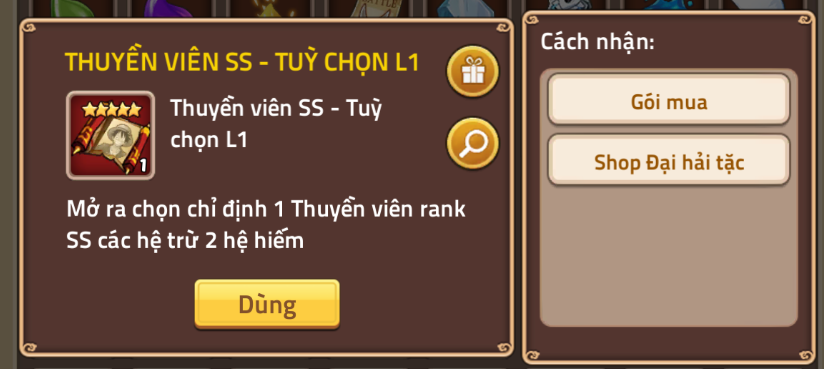 THUYỀN VIÊN SS - TUỲ CHỌN L1
Thuyền viên SS - Tuỳ
chọn L1
1
Mở ra chọn chỉ định 1 Thuyền viên rank
SS các hệ trừ 2 hệ hiếm
Dùng
Cách nhận:
Gói mua
Shop Đại hải tặc